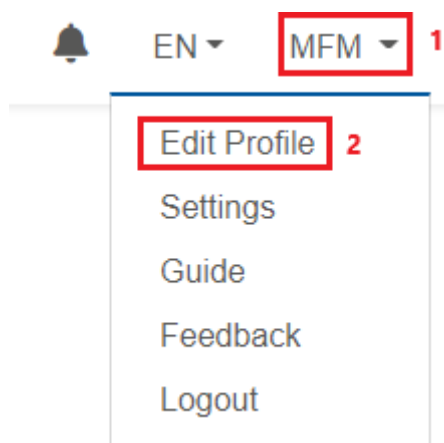 EN MFM 1
Edit Profile 2
Settings
Guide
Feedback
Logout